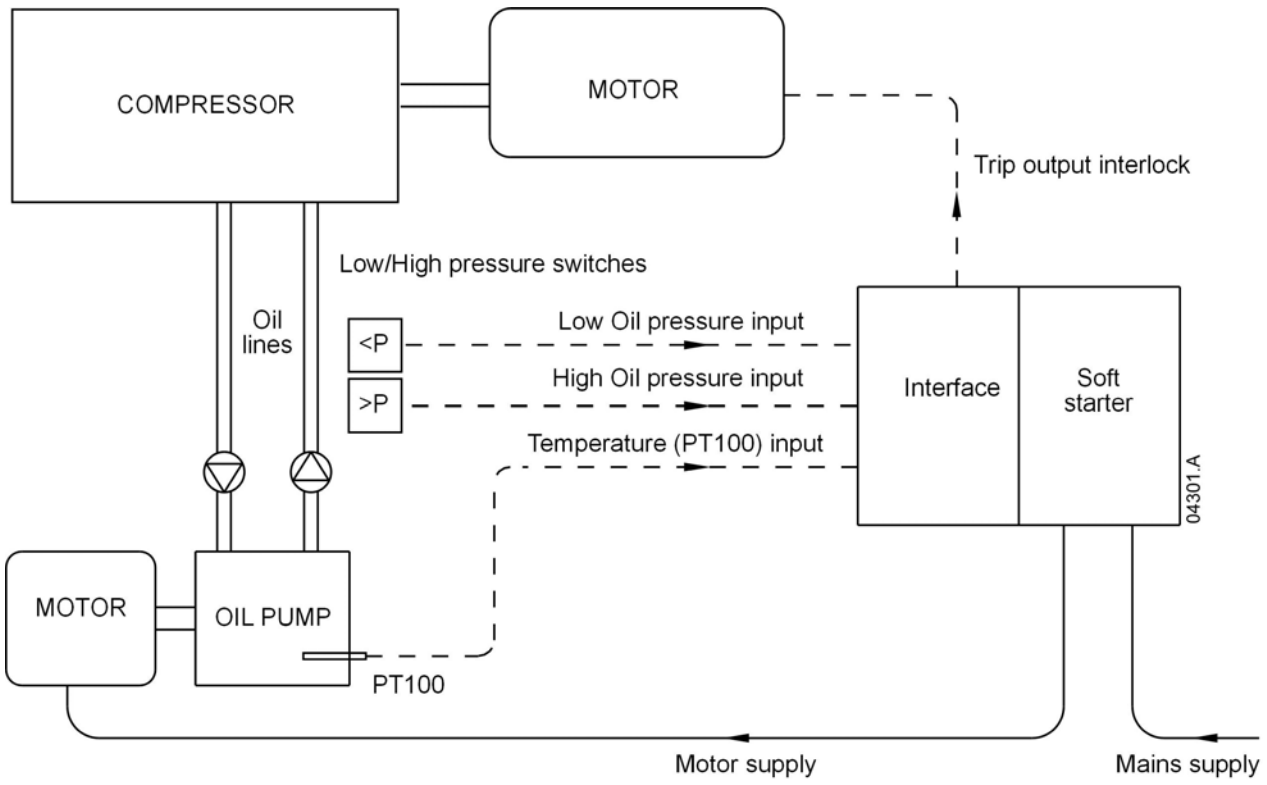 COMPRESSOR
MOTOR
Trip output interlock
Low/High pressure switches
Oil
lines
<P
Low Oil pressure input
>P
High Oil pressure input
Temperature (PT100) input
Interface
Soft
starter
04301.A
MOTOR
OIL PUMP
PT100
Motor supply
Mains supply